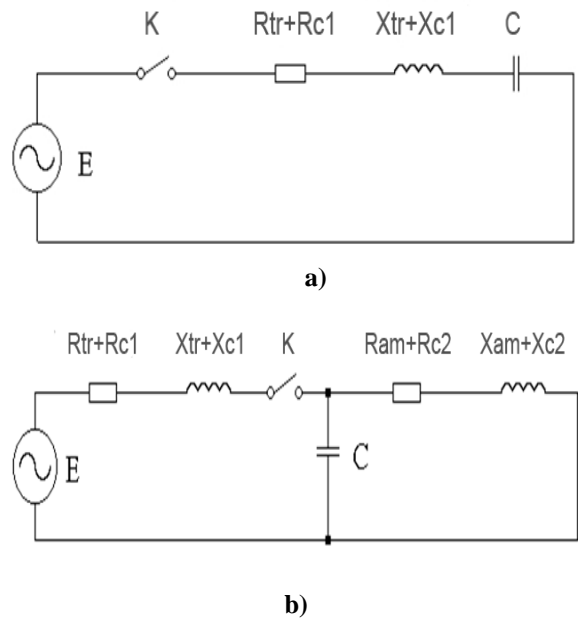 K Rtr+Rc1 Xtr+Xc1 C
E
a)
Rtr+Rc1 Xtr+Xc1 K Ram+Rc2 Xam+Xc2
E C
b)